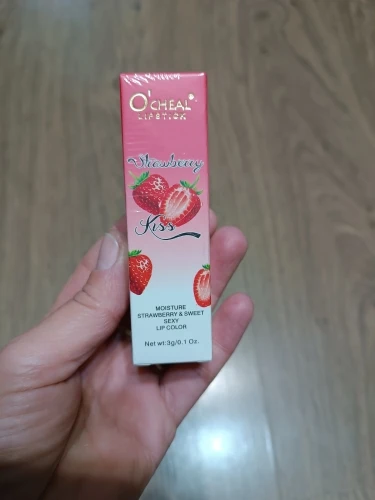 O'CHEAL
LIPSTICK
Strawberry
Kiss
MOISTURE
STRAWBERRY & SWEET
SEXY
LIP COLOR
Net wt:3g/0.1 Oz.